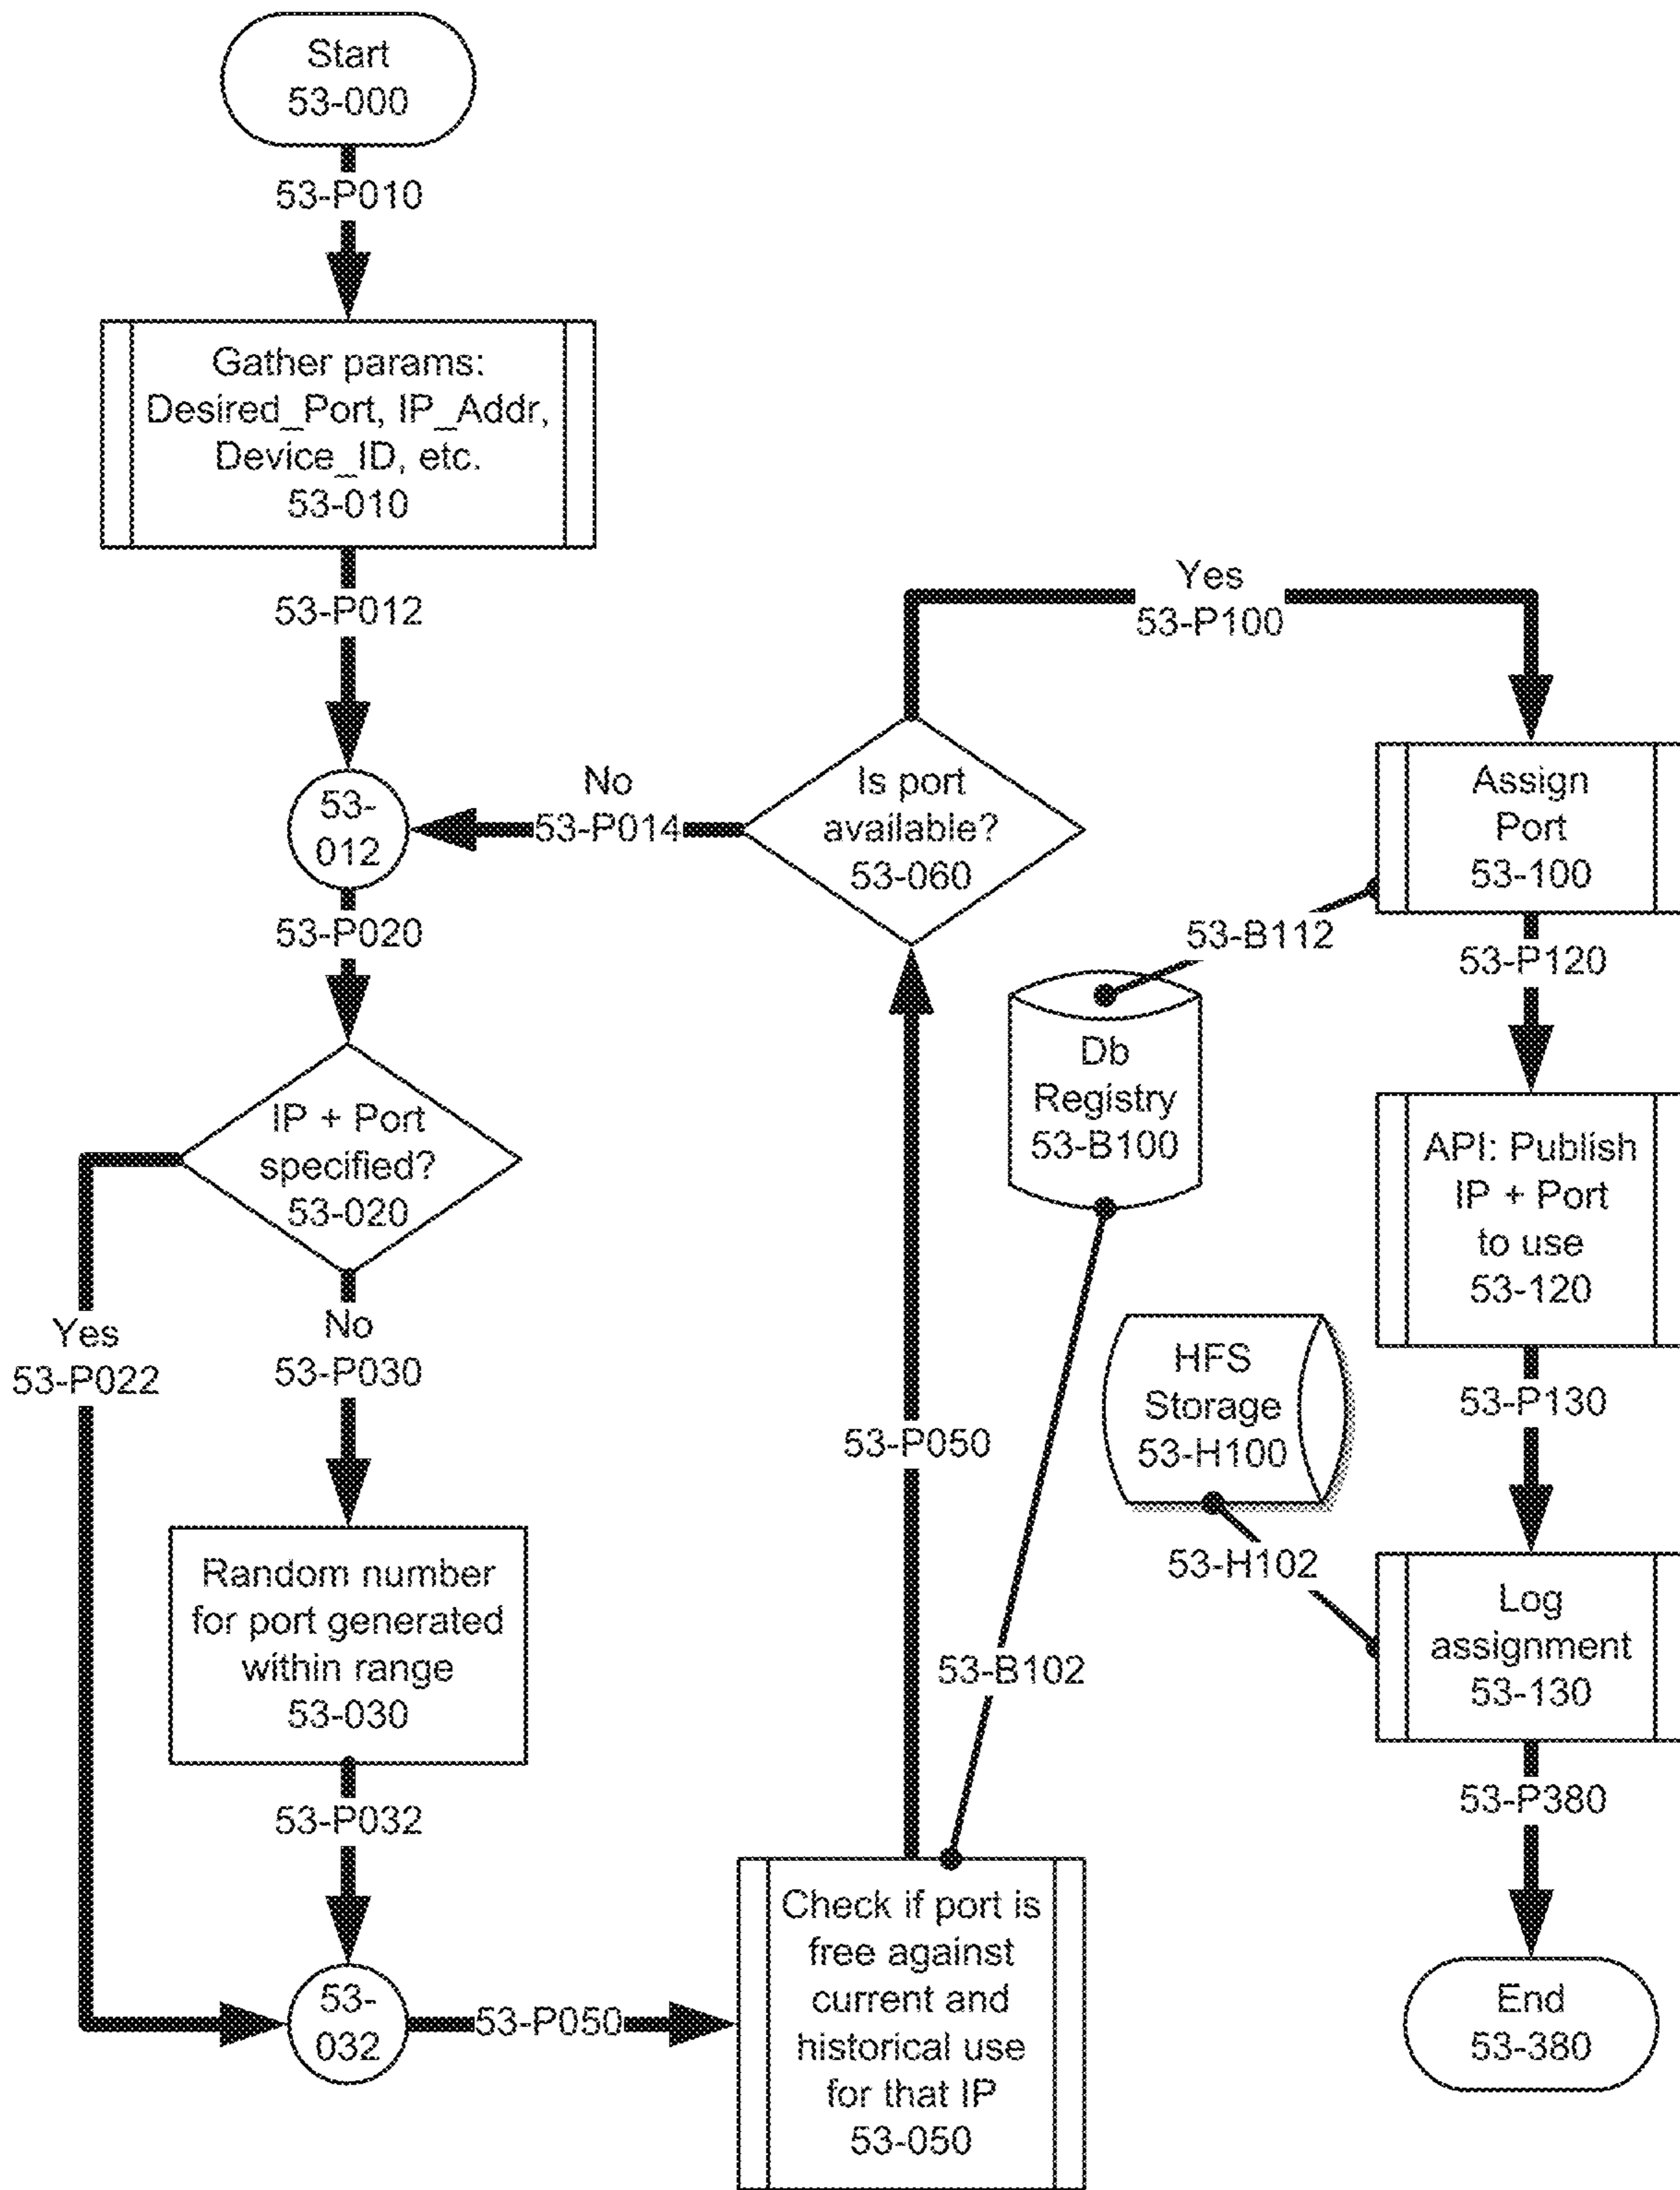 Start
53-000
53-P010
Gather params:
Desired_Port, IP_Addr,
Device_ID, etc.
53-010
53-P012
53-
012
53-P020
IP + Port
specified?
53-020
Yes
53-P022
No
53-P030
Random number
for port generated
within range
53-030
53-P032
53-
032
53-P050
Check if port is
free against
current and
historical use
for that IP
53-050
53-P050
Is port
available?
53-060
No
53-P014
Yes
53-P100
Assign
Port
53-100
53-B112
Db
Registry
53-B100
53-B102
53-P120
API: Publish
IP + Port
to use
53-120
53-P130
HFS
Storage
53-H100
53-H102
Log
assignment
53-130
53-P380
End
53-380